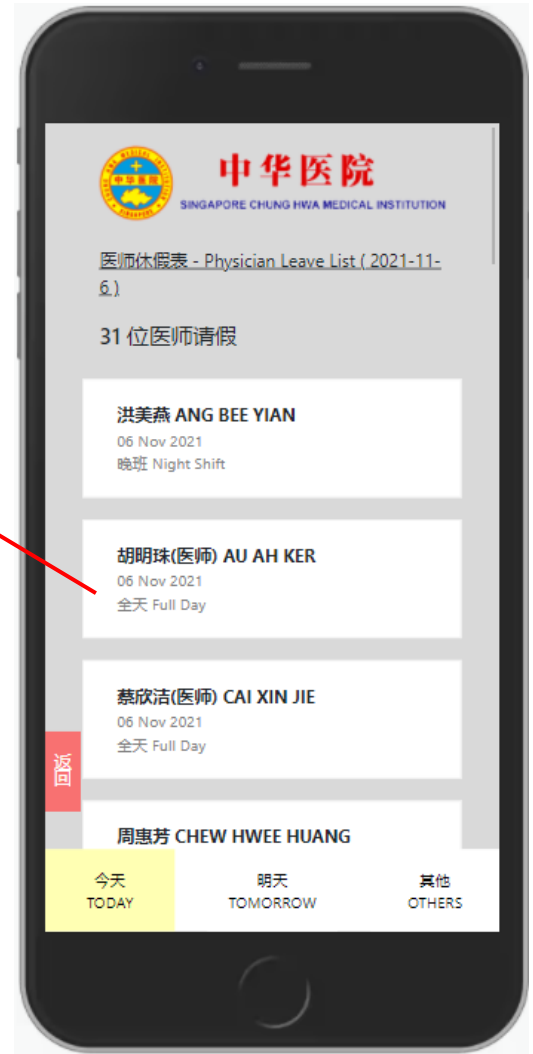 中华医院
SINGAPORE CHUNG HWA MEDICAL INSTITUTION
医师休假表 - Physician Leave List ( 2021-11-
6 )
31 位医师请假
洪美燕 ANG BEE YIAN
06 Nov 2021
晚班 Night Shift
胡明珠(医师) AU AH KER
06 Nov 2021
全天 Full Day
蔡欣洁(医师) CAI XIN JIE
06 Nov 2021
全天 Full Day
返回
周惠芳 CHEW HWEE HUANG
今天 明天 其他
TODAY TOMORROW OTHERS